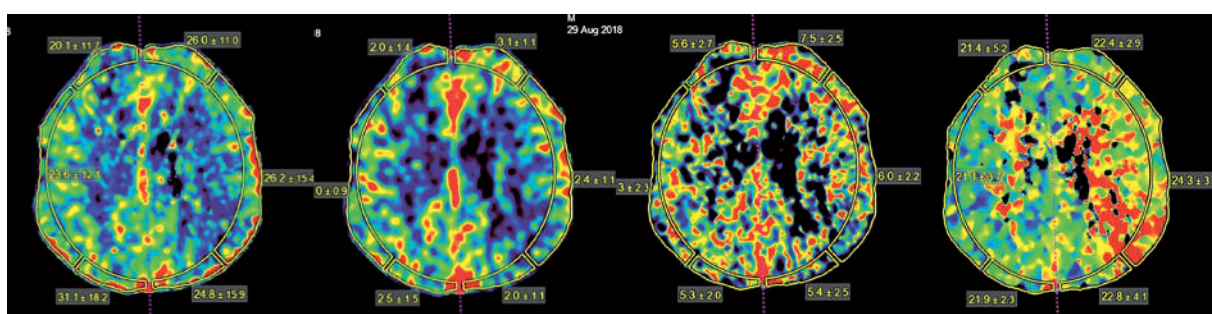 8
20.1 ± 11.7
26.0 ± 11.0
23.6 ± 12.1
26.2 ± 15.4
31.1 ± 18.2
24.8 ± 15.9
8
2.0 ± 1.4
3.1 ± 1.1
0 ± 0.9
2.4 ± 1.1
2.5 ± 1.5
2.0 ± 1.1
M
29 Aug 2018
5.6 ± 2.7
7.5 ± 2.5
3 ± 2.3
6.0 ± 2.2
5.3 ± 2.0
5.4 ± 2.5
21.4 ± 5.2
22.4 ± 2.9
24.3 ± 3
21.9 ± 2.3
22.8 ± 4.1